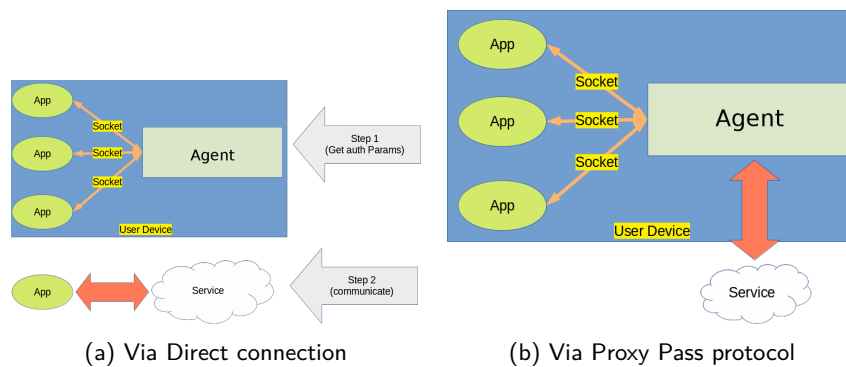 App
Socket
App
Socket
Agent
Socket
App
User Device
Step 1
(Get auth Params)
App
Service
Step 2
(communicate)
(a) Via Direct connection
App
Socket
App
Socket
Agent
Socket
App
User Device
Service
(b) Via Proxy Pass protocol